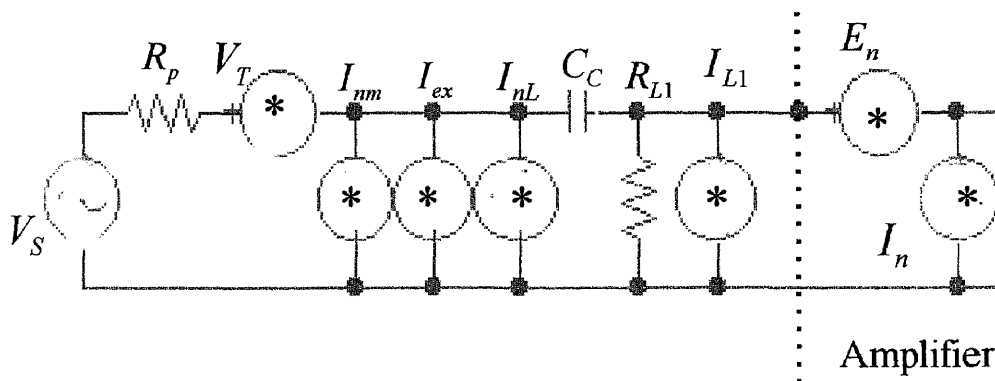 R_p
V_T
I_nm
I_ex
I_nL
C_C
R_L1
I_L1
E_n
V_S
I_n
Amplifier